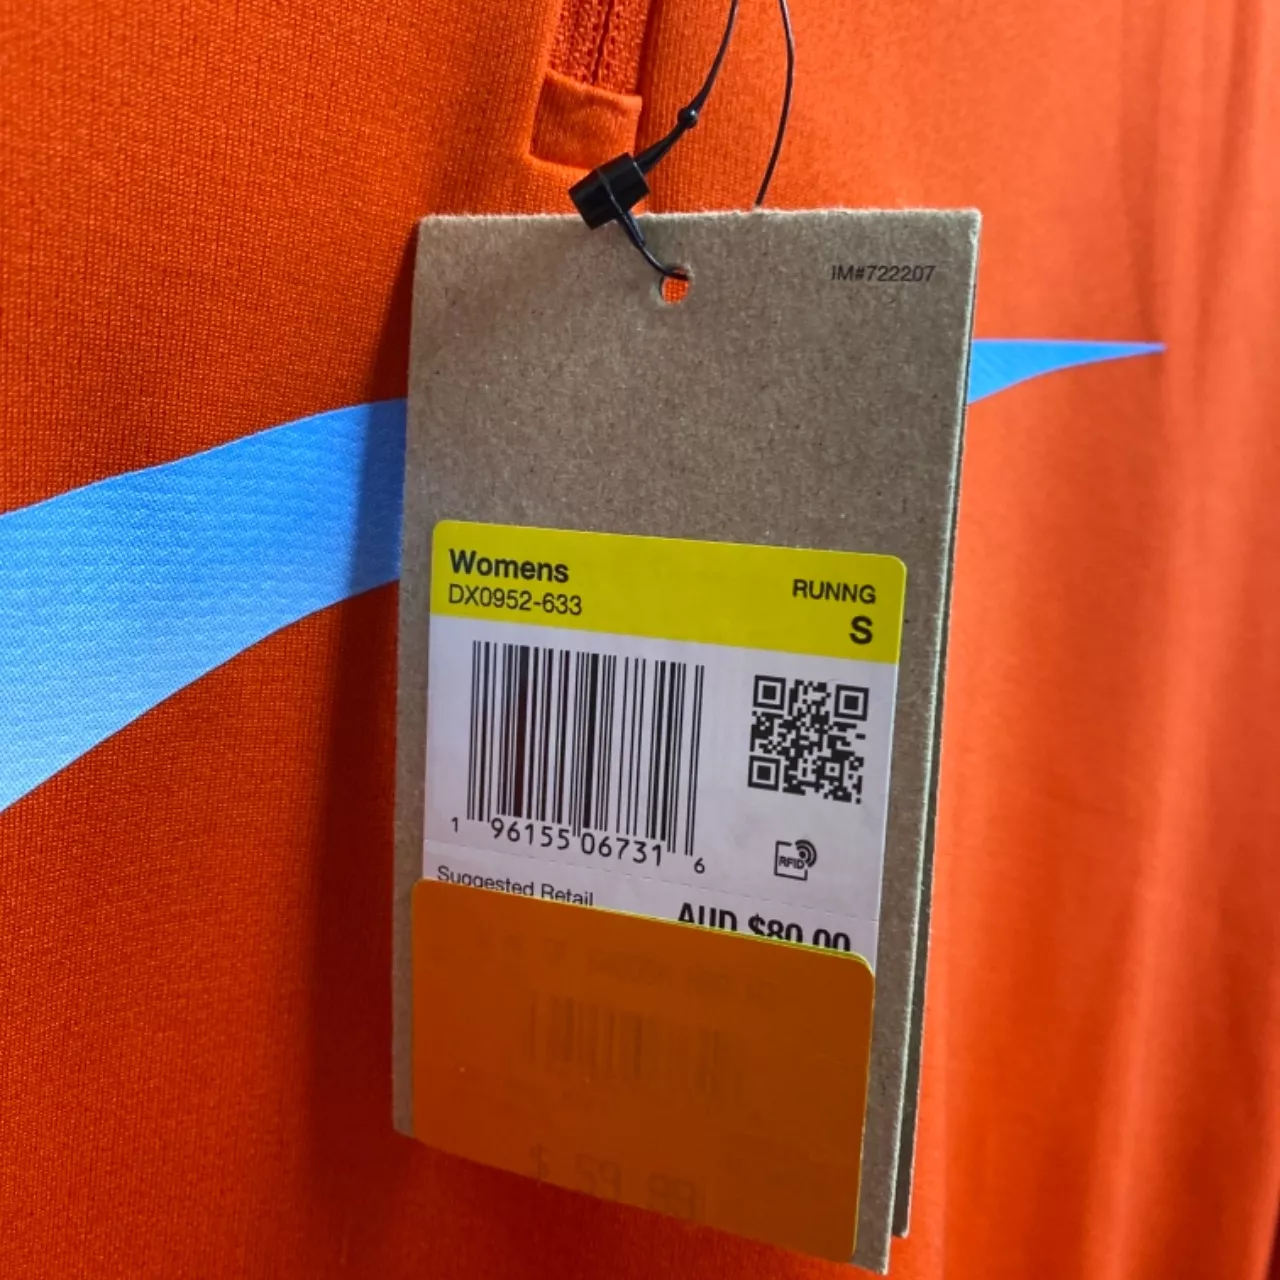 IM#722207
Womens
RUNNG
DX0952-633
S
1 96155 06731 6
RFID
Suggested Retail
AUD $80.00